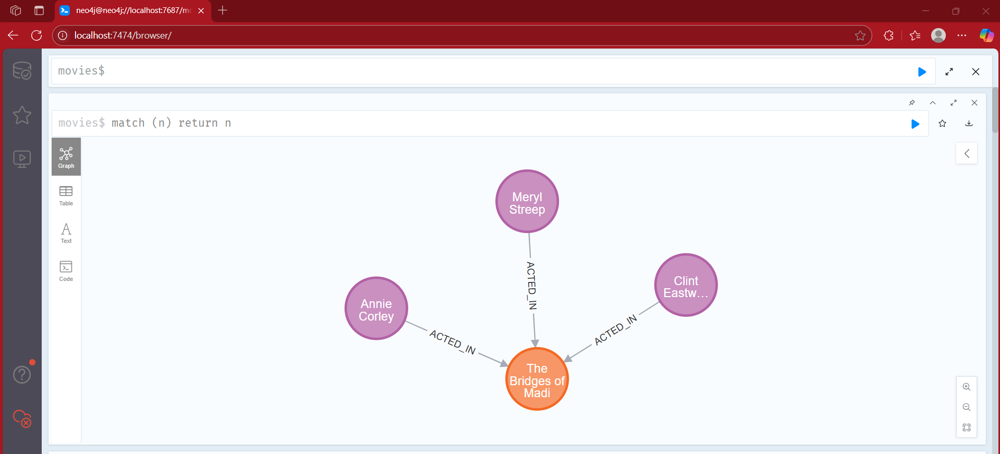 neo4j@neo4j://localhost:7687/mo
localhost:7474/browser/
movies$
movies$ match (n) return n
Graph
Table
Text
Code
Meryl
Streep
ACTED_IN
Clint
Eastw...
ACTED_IN
Annie
Corley
ACTED_IN
The
Bridges of
Madi